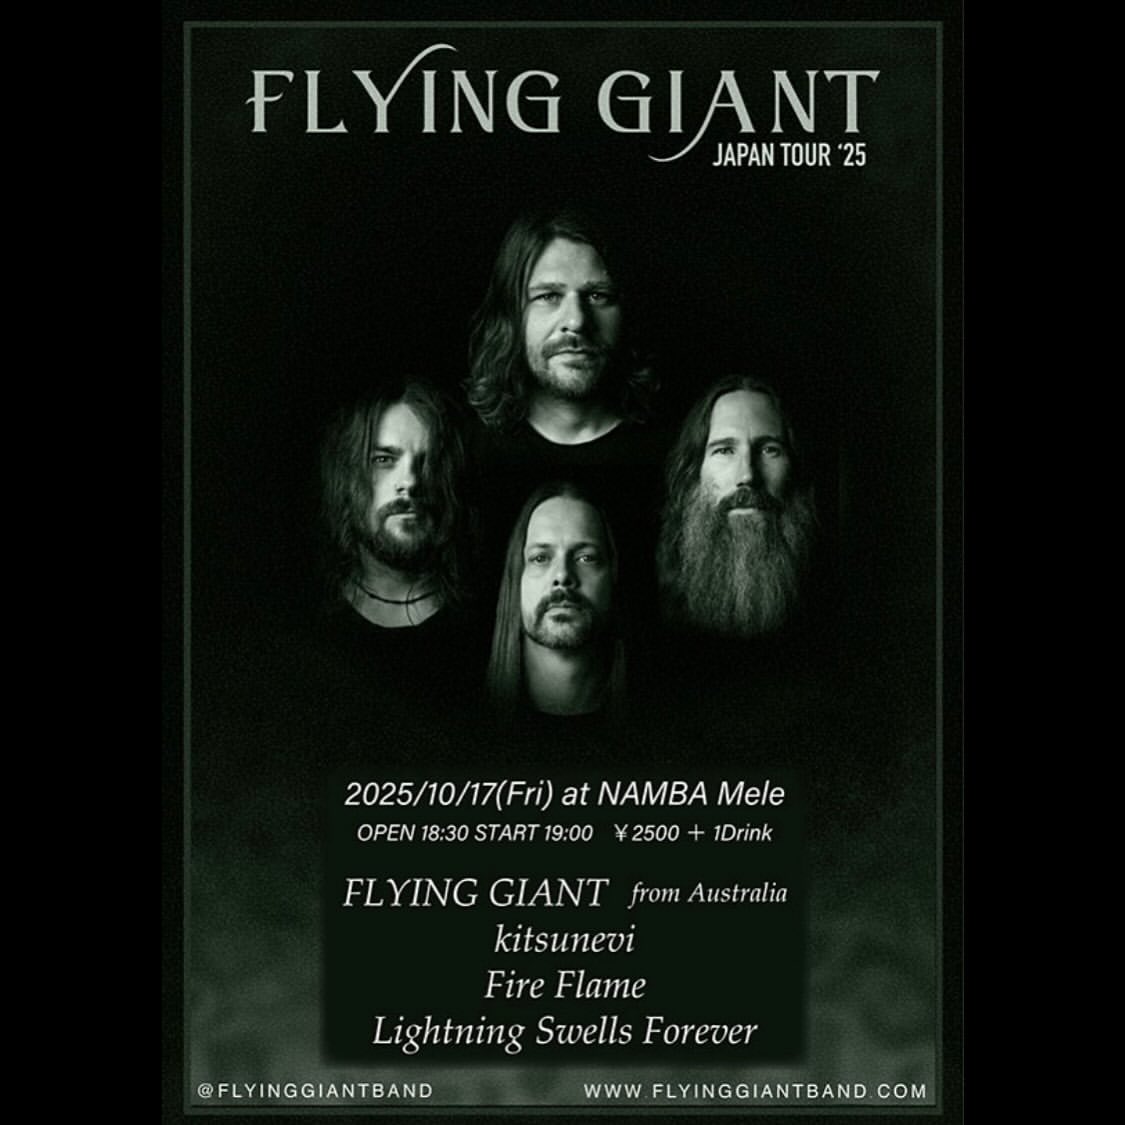 FLYING GIANT
JAPAN TOUR '25
2025/10/17(Fri) at NAMBA Mele
OPEN 18:30 START 19:00 ￥2500 ＋ 1Drink
FLYING GIANT from Australia
kitsunevi
Fire Flame
Lightning Swells Forever
@FLYINGGIANTBAND WWW.FLYINGGIANTBAND.COM